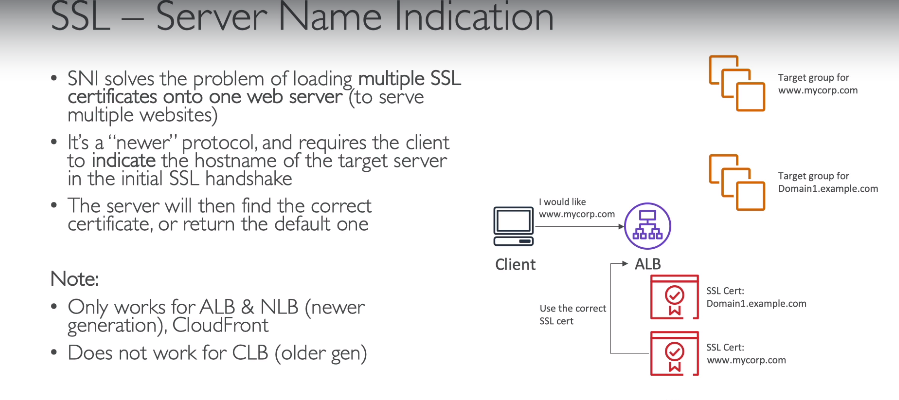 SSL – Server Name Indication
• SNI solves the problem of loading multiple SSL
certificates onto one web server (to serve
multiple websites)
• It's a "newer" protocol, and requires the client
to indicate the hostname of the target server
in the initial SSL handshake
• The server will then find the correct
certificate, or return the default one
Note:
• Only works for ALB & NLB (newer
generation), CloudFront
• Does not work for CLB (older gen)
Target group for
www.mycorp.com
Target group for
Domain1.example.com
I would like
www.mycorp.com
Client
ALB
Use the correct
SSL cert
SSL Cert:
Domain1.example.com
SSL Cert:
www.mycorp.com